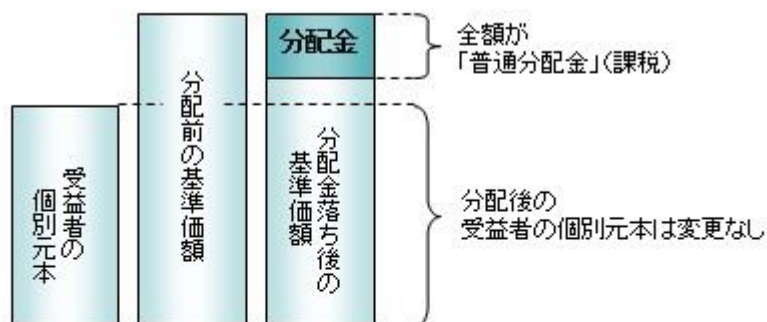 受益者の
個別元本
分配前の基準価額
分配金
分配金落ち後の
基準価額
全額が
「普通分配金」(課税)
分配後の
受益者の個別元本は変更なし